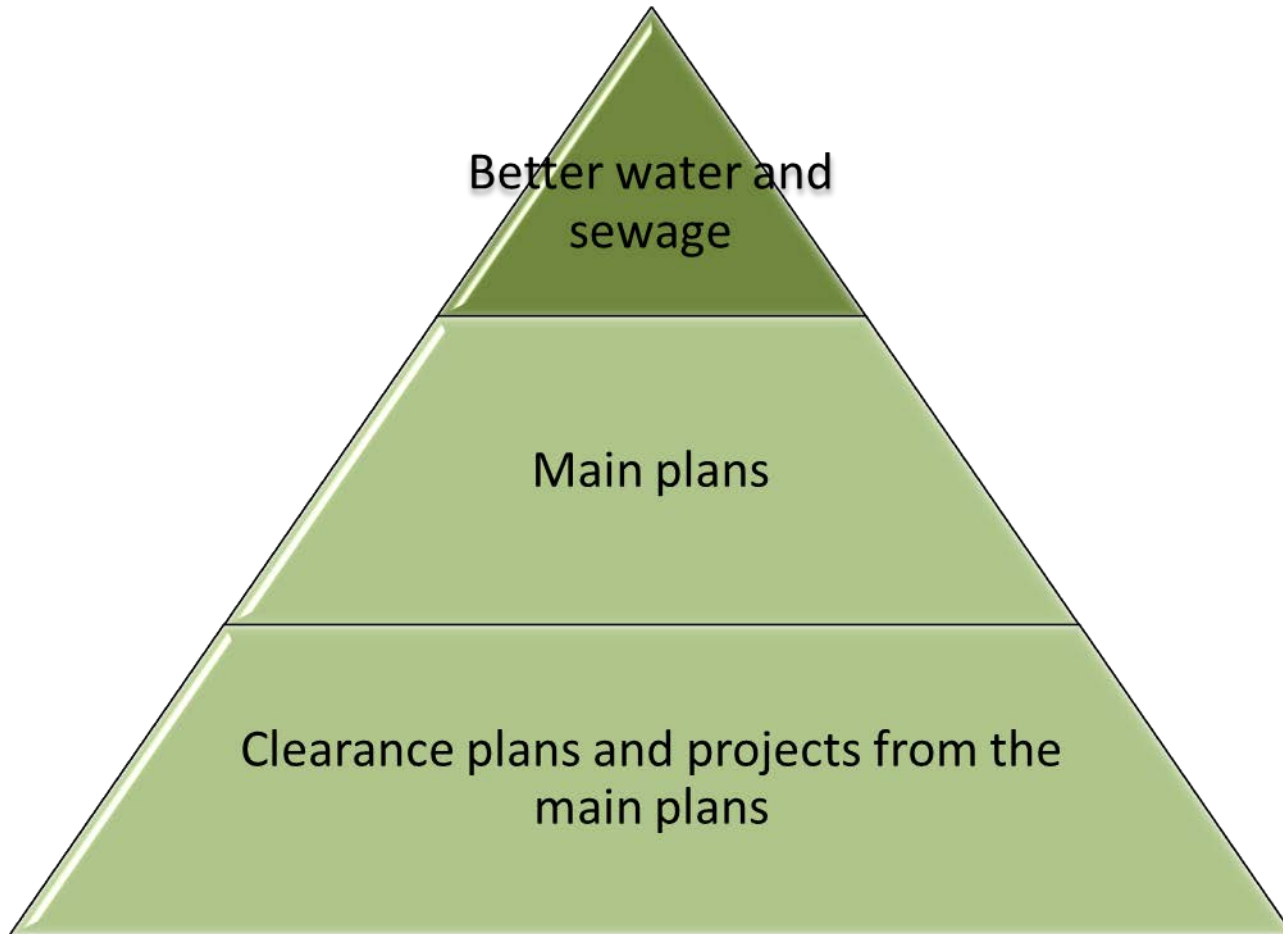 Better water and
sewage
Main plans
Clearance plans and projects from the
main plans